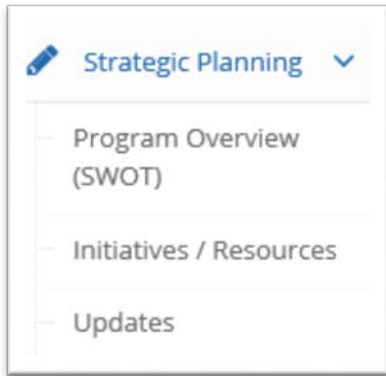 Strategic Planning
Program Overview
(SWOT)
Initiatives / Resources
Updates